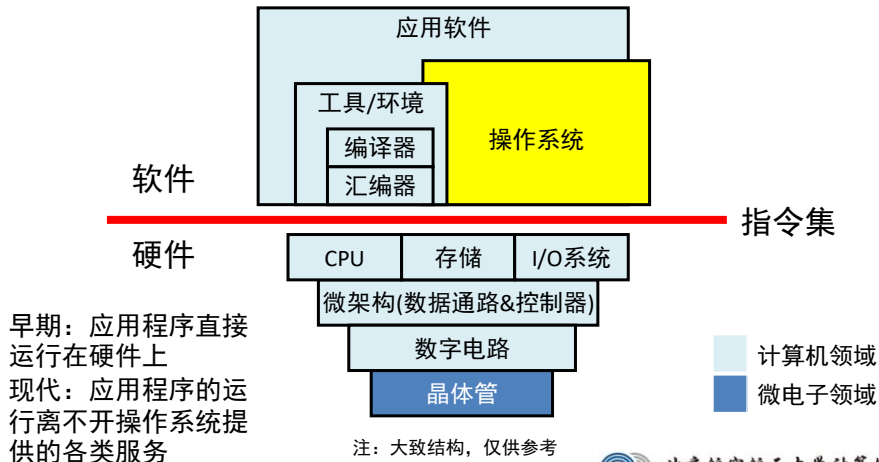 应用软件
工具/环境
操作系统
编译器
汇编器
软件
指令集
硬件
CPU
存储
I/O系统
微架构(数据通路&控制器)
数字电路
晶体管
早期：应用程序直接
运行在硬件上
现代：应用程序的运
行离不开操作系统提
供的各类服务
计算机领域
微电子领域
注：大致结构，仅供参考